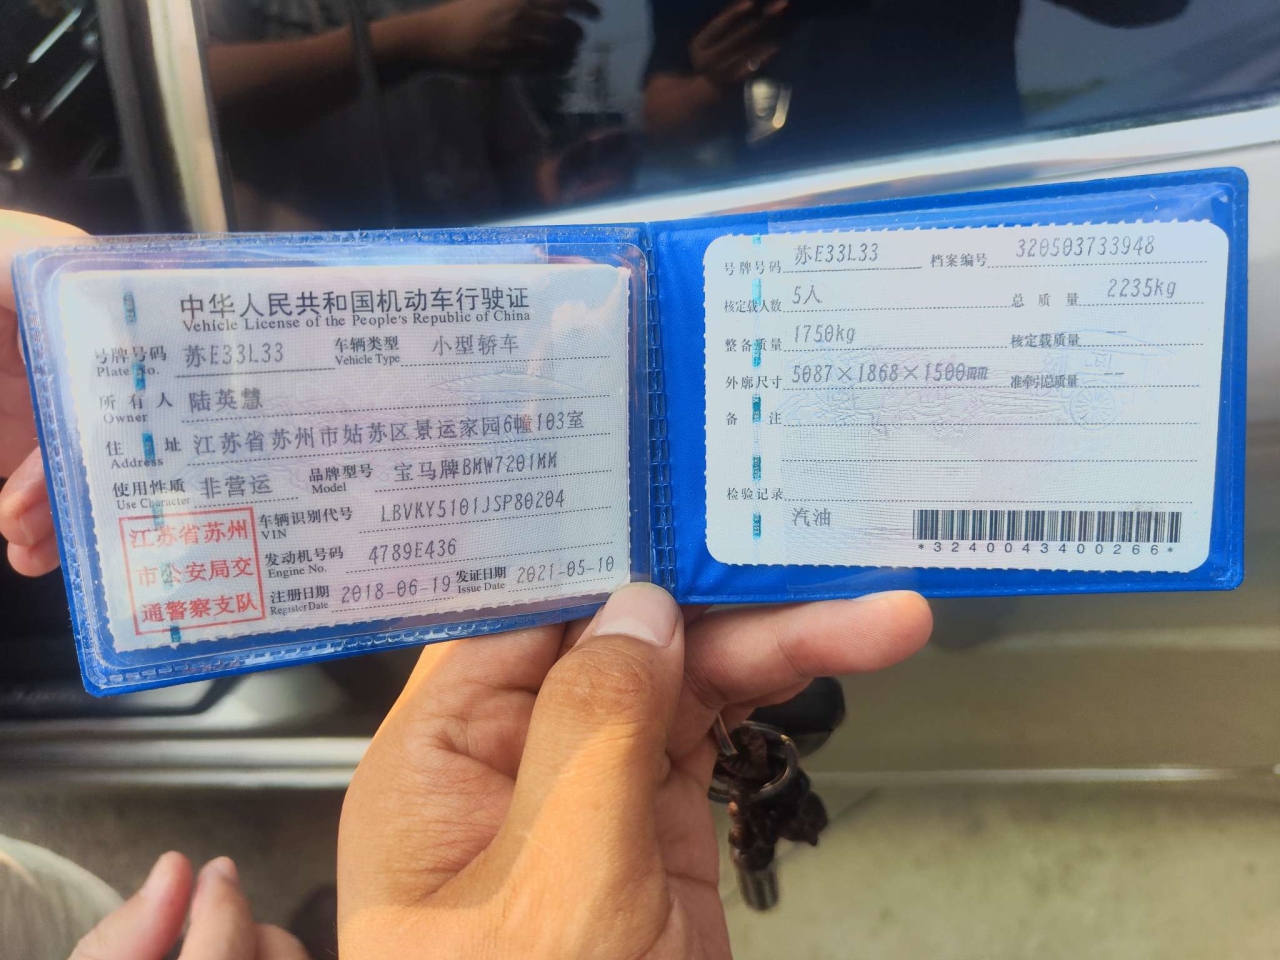 中华人民共和国机动车行驶证
Vehicle License of the People's Republic of China
号牌号码 苏E33L33 车辆类型 小型轿车
Plate No. Vehicle Type
所有人 陆英慧
Owner
住址 江苏省苏州市姑苏区景运家园6幢103室
Address
使用性质 非营运 品牌型号 宝马牌BMW7201MM
Use Character Model
江苏省苏州
市公安局交
通警察支队
车辆识别代号 LBVKY5101JSP80204
VIN
发动机号码 4789E436
Engine No.
注册日期 2018-06-19 发证日期 2021-05-10
Register Date Issue Date
号牌号码 苏E33L33 档案编号 320503733948
核定载人数 5人 总质量 2235kg
整备质量 1750kg 核定载质量 --
外廓尺寸 5087×1868×1500mm 准牵引总质量 --
备注
检验记录
汽油
*3240043400266*